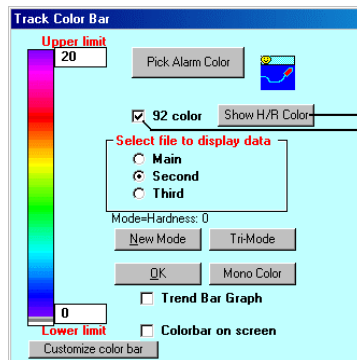 Track Color Bar
Upper limit
20
Pick Alarm Color
92 color
Show H/R Color
Select file to display data
Main
Second
Third
Mode=Hardness: 0
New Mode
Tri-Mode
OK
Mono Color
0
Trend Bar Graph
Lower limit
Colorbar on screen
Customize color bar